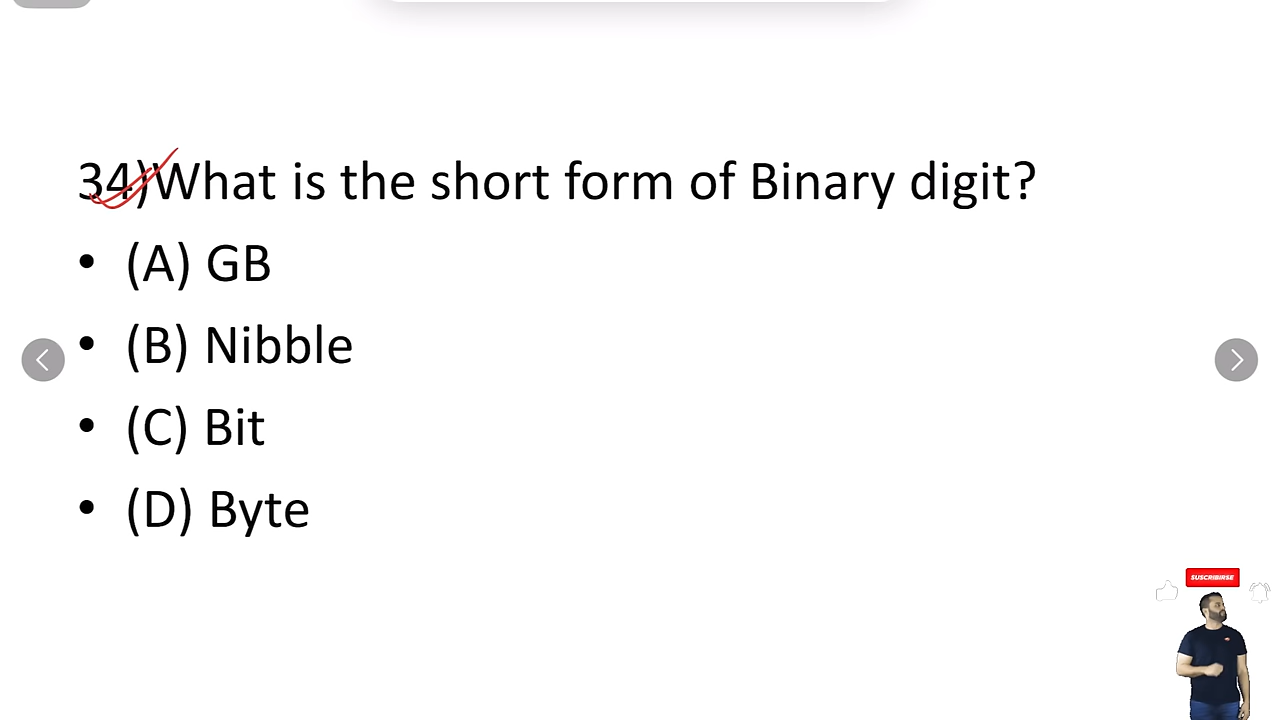 34)What is the short form of Binary digit?
• (A) GB
• (B) Nibble
• (C) Bit
• (D) Byte
SUSCRIBIRSE